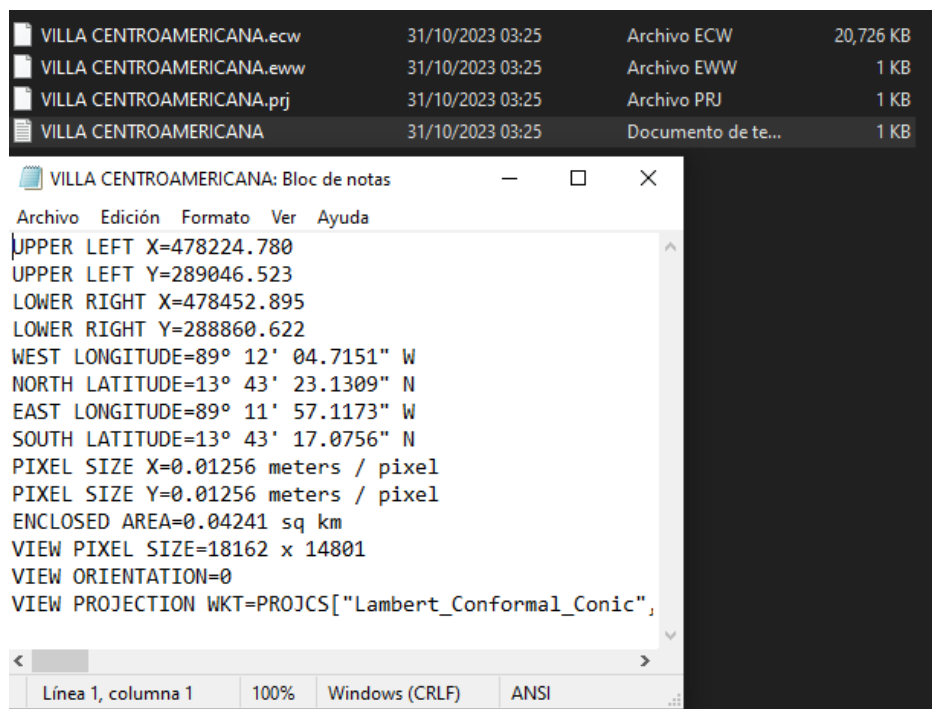 VILLA CENTROAMERICANA.ecw 31/10/2023 03:25 Archivo ECW 20,726 KB
VILLA CENTROAMERICANA.eww 31/10/2023 03:25 Archivo EWW 1 KB
VILLA CENTROAMERICANA.prj 31/10/2023 03:25 Archivo PRJ 1 KB
VILLA CENTROAMERICANA 31/10/2023 03:25 Documento de te... 1 KB
VILLA CENTROAMERICANA: Bloc de notas
Archivo Edición Formato Ver Ayuda
UPPER LEFT X=478224.780
UPPER LEFT Y=289046.523
LOWER RIGHT X=478452.895
LOWER RIGHT Y=288860.622
WEST LONGITUDE=89° 12' 04.7151" W
NORTH LATITUDE=13° 43' 23.1309" N
EAST LONGITUDE=89° 11' 57.1173" W
SOUTH LATITUDE=13° 43' 17.0756" N
PIXEL SIZE X=0.01256 meters / pixel
PIXEL SIZE Y=0.01256 meters / pixel
ENCLOSED AREA=0.04241 sq km
VIEW PIXEL SIZE=18162 x 14801
VIEW ORIENTATION=0
VIEW PROJECTION WKT=PROJCS["Lambert_Conformal_Conic",
Línea 1, columna 1 100% Windows (CRLF) ANSI